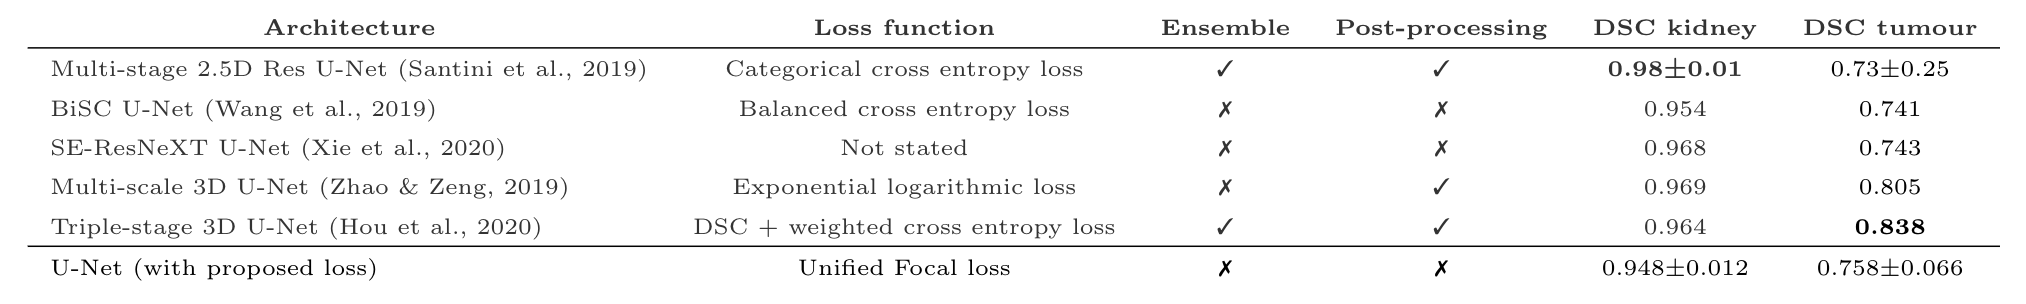 Architecture Loss function Ensemble Post-processing DSC kidney DSC tumour
Multi-stage 2.5D Res U-Net (Santini et al., 2019) Categorical cross entropy loss ✓ ✓ 0.98±0.01 0.73±0.25
BiSC U-Net (Wang et al., 2019) Balanced cross entropy loss ✗ ✗ 0.954 0.741
SE-ResNeXT U-Net (Xie et al., 2020) Not stated ✗ ✗ 0.968 0.743
Multi-scale 3D U-Net (Zhao & Zeng, 2019) Exponential logarithmic loss ✗ ✓ 0.969 0.805
Triple-stage 3D U-Net (Hou et al., 2020) DSC + weighted cross entropy loss ✓ ✓ 0.964 0.838
U-Net (with proposed loss) Unified Focal loss ✗ ✗ 0.948±0.012 0.758±0.066